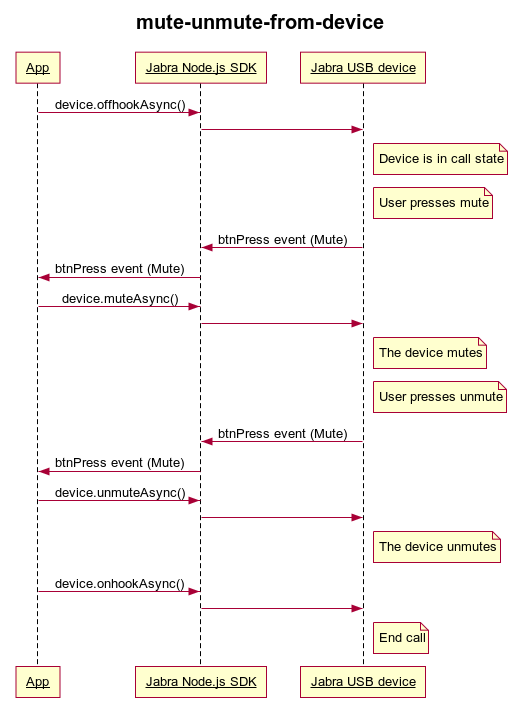 mute-unmute-from-device
App
Jabra Node.js SDK
Jabra USB device
device.offhookAsync()
Device is in call state
User presses mute
btnPress event (Mute)
btnPress event (Mute)
device.muteAsync()
The device mutes
User presses unmute
btnPress event (Mute)
btnPress event (Mute)
device.unmuteAsync()
The device unmutes
device.onhookAsync()
End call
App
Jabra Node.js SDK
Jabra USB device